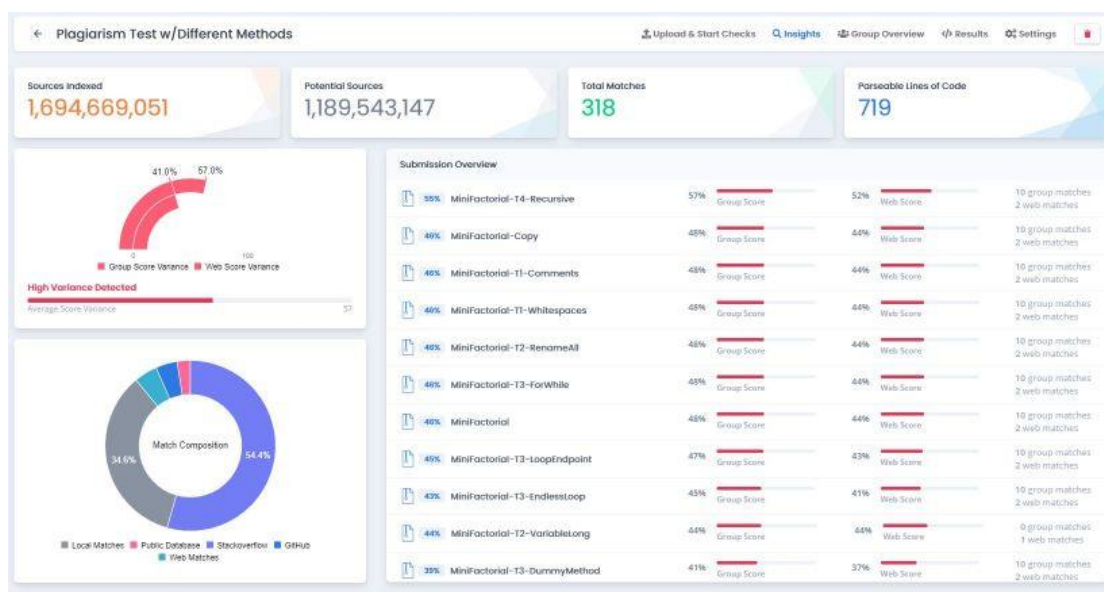 ← Plagiarism Test w/Different Methods Upload & Start Checks Insights Group Overview </> Results Settings
Sources Indexed Potential Sources Total Matches Parseable Lines of Code
1,694,669,051 1,189,543,147 318 719
41.0% 57.0%
0 100
Group Score Variance Web Score Variance
High Variance Detected
Average Score Variance 57
Match Composition
34.6% 54.4%
Local Matches Public Database Stackoverflow GitHub
Web Matches
Submission Overview
55% MiniFactorial-T4-Recursive 57% Group Score 52% Web Score 10 group matches
2 web matches
46% MiniFactorial-Copy 48% Group Score 44% Web Score 10 group matches
2 web matches
46% MiniFactorial-T1-Comments 48% Group Score 44% Web Score 10 group matches
2 web matches
46% MiniFactorial-T1-Whitespaces 48% Group Score 44% Web Score 10 group matches
2 web matches
46% MiniFactorial-T2-RenameAll 48% Group Score 44% Web Score 10 group matches
2 web matches
46% MiniFactorial-T3-ForWhile 48% Group Score 44% Web Score 10 group matches
2 web matches
46% MiniFactorial 48% Group Score 44% Web Score 10 group matches
2 web matches
45% MiniFactorial-T3-LoopEndpoint 47% Group Score 43% Web Score 10 group matches
2 web matches
43% MiniFactorial-T3-EndlessLoop 45% Group Score 41% Web Score 10 group matches
2 web matches
44% MiniFactorial-T2-VariableLong 44% Group Score 44% Web Score 0 group matches
1 web matches
39% MiniFactorial-T3-DummyMethod 41% Group Score 37% Web Score 10 group matches
2 web matches